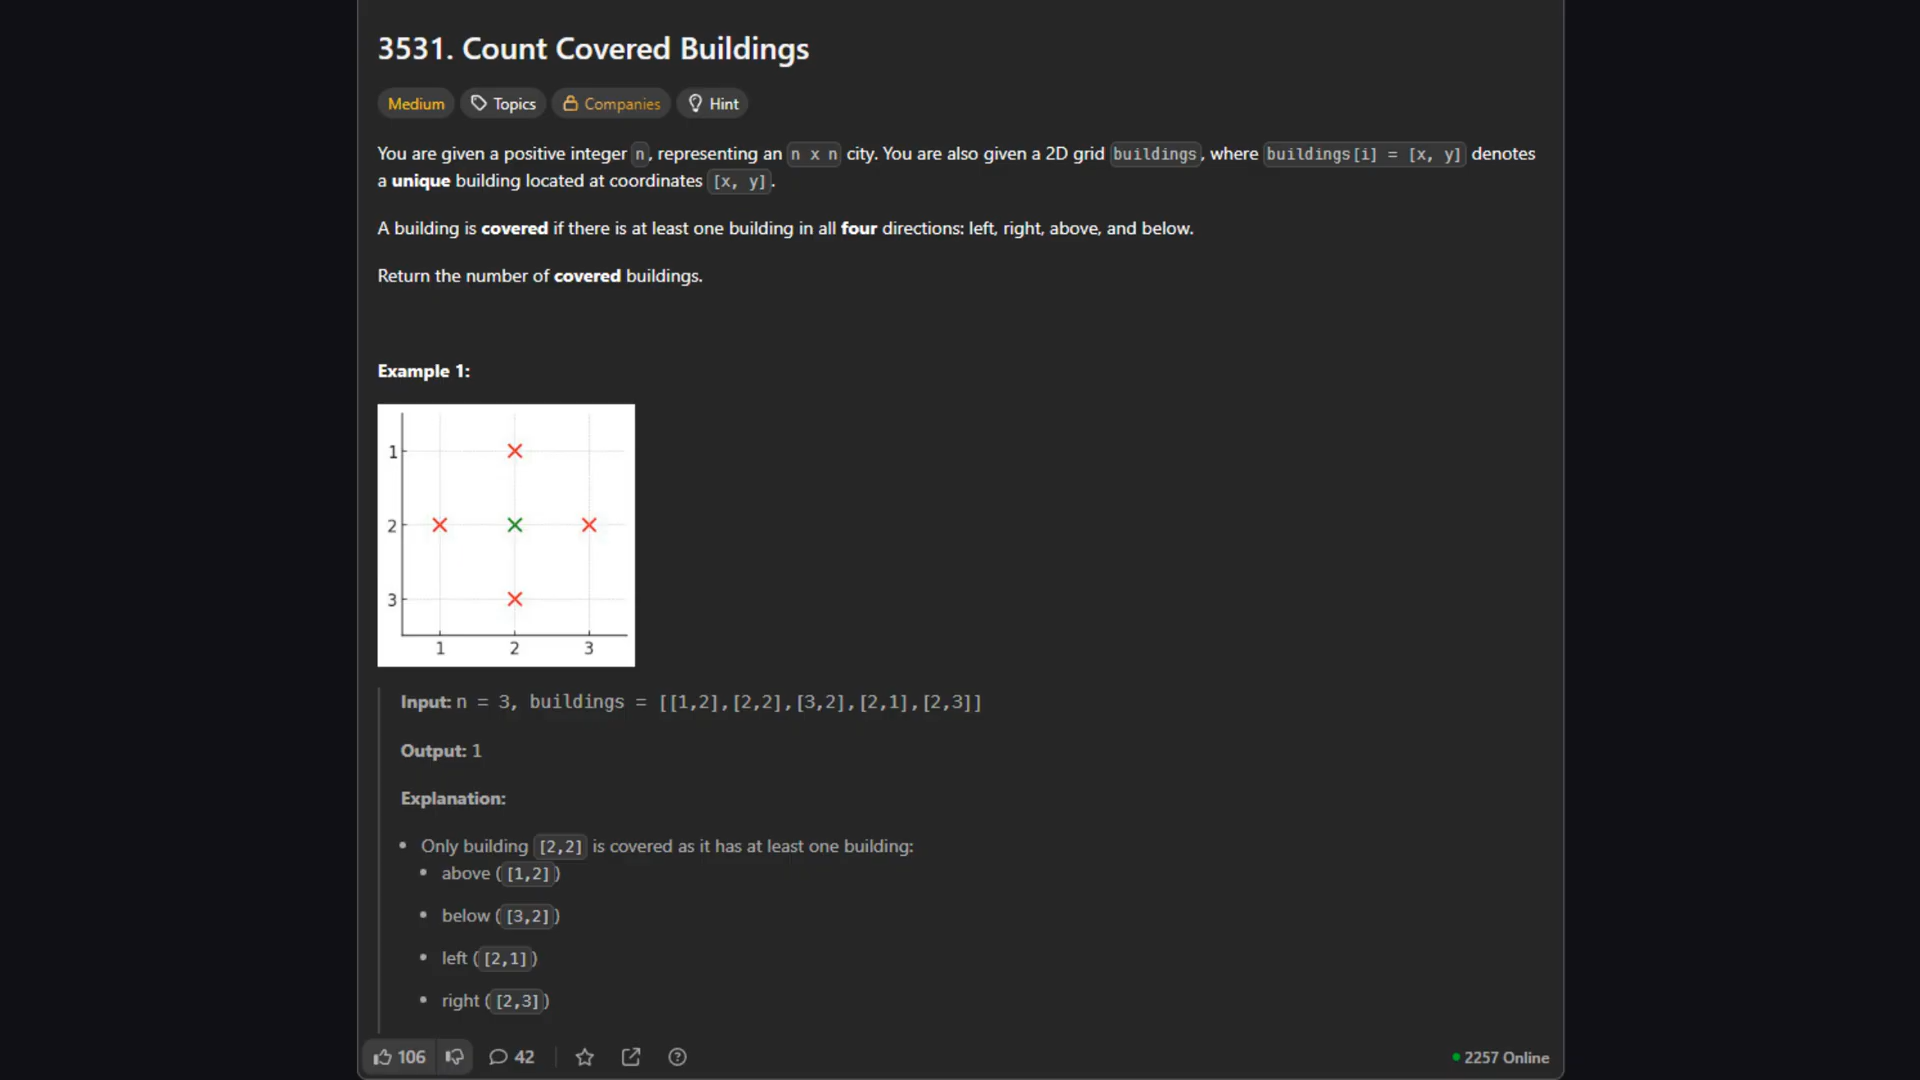 3531. Count Covered Buildings
Medium Topics Companies Hint
You are given a positive integer n, representing an n x n city. You are also given a 2D grid buildings, where buildings[i] = [x, y] denotes
a unique building located at coordinates [x, y].
A building is covered if there is at least one building in all four directions: left, right, above, and below.
Return the number of covered buildings.
Example 1:
1
2
3
1 2 3
Input: n = 3, buildings = [[1,2],[2,2],[3,2],[2,1],[2,3]]
Output: 1
Explanation:
• Only building [2,2] is covered as it has at least one building:
• above ([1,2])
• below ([3,2])
• left ([2,1])
• right ([2,3])
106 42 2257 Online